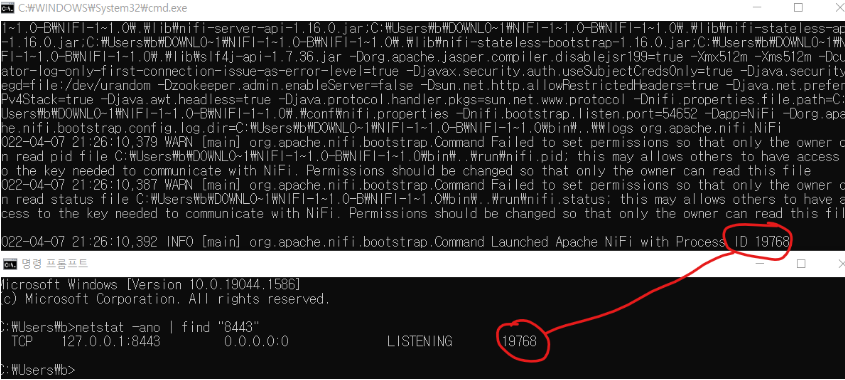 C:₩WINDOWS₩System32₩cmd.exe
1~1.0-B₩NIFI-1~1.0₩.₩lib₩nifi-server-api-1.16.0.jar;C:₩Users₩b₩DOWNLO~1₩NIFI-1~1.0-B₩NIFI-1~1.0₩.₩lib₩nifi-stateless-ap
-1.16.0.jar;C:₩Users₩b₩DOWNLO~1₩NIFI-1~1.0-B₩NIFI-1~1.0₩.₩lib₩nifi-stateless-bootstrap-1.16.0.jar;C:₩Users₩b₩DOWNLO~1₩N
FI-1~1.0-B₩NIFI-1~1.0₩.₩lib₩slf4j-api-1.7.36.jar -Dorg.apache.jasper.compiler.disablejsr199=true -Xmx512m -Xms512m -Dcu
ator-log-only-first-connection-issue-as-error-level=true -Djavax.security.auth.useSubjectCredsOnly=true -Djava.security
egd=file:/dev/urandom -Dzookeeper.admin.enableServer=false -Dsun.net.http.allowRestrictedHeaders=true -Djava.net.prefer
Pv4Stack=true -Djava.awt.headless=true -Djava.protocol.handler.pkgs=sun.net.www.protocol -Dnifi.properties.file.path=C:
Users₩b₩DOWNLO~1₩NIFI-1~1.0-B₩NIFI-1~1.0₩.₩conf₩nifi.properties -Dnifi.bootstrap.listen.port=54652 -Dapp=NiFi -Dorg.apa
he.nifi.bootstrap.config.log.dir=C:₩Users₩b₩DOWNLO~1₩NIFI-1~1.0-B₩NIFI-1~1.0₩bin₩..₩₩logs org.apache.nifi.NiFi
022-04-07 21:26:10,379 WARN [main] org.apache.nifi.bootstrap.Command Failed to set permissions so that only the owner c
n read pid file C:₩Users₩b₩DOWNLO~1₩NIFI-1~1.0-B₩NIFI-1~1.0₩bin₩..₩run₩nifi.pid; this may allows others to have access
o the key needed to communicate with NiFi. Permissions should be changed so that only the owner can read this file
022-04-07 21:26:10,387 WARN [main] org.apache.nifi.bootstrap.Command Failed to set permissions so that only the owner c
n read status file C:₩Users₩b₩DOWNLO~1₩NIFI-1~1.0-B₩NIFI-1~1.0₩bin₩..₩run₩nifi.status; this may allows others to have a
cess to the key needed to communicate with NiFi. Permissions should be changed so that only the owner can read this fil
022-04-07 21:26:10,392 INFO [main] org.apache.nifi.bootstrap.Command Launched Apache NiFi with Process ID 19768
명령 프롬프트
Microsoft Windows [Version 10.0.19044.1586]
(c) Microsoft Corporation. All rights reserved.
C:₩Users₩b>netstat -ano | find "8443"
TCP 127.0.0.1:8443 0.0.0.0:0 LISTENING 19768
C:₩Users₩b>